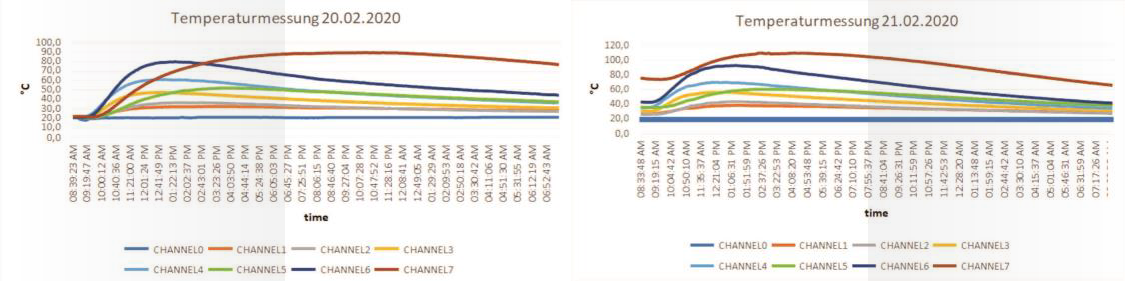 Temperaturmessung 20.02.2020
100,0
90,0
80,0
70,0
60,0
50,0
40,0
30,0
20,0
10,0
0,0
°C
08:39:23 AM
09:19:47 AM
10:00:12 AM
10:40:36 AM
11:21:00 AM
12:01:24 PM
12:41:49 PM
01:22:13 PM
02:02:37 PM
02:43:01 PM
03:23:26 PM
04:03:50 PM
04:44:14 PM
05:24:38 PM
06:05:03 PM
06:45:27 PM
07:25:51 PM
08:06:15 PM
08:46:40 PM
09:27:04 PM
10:07:28 PM
10:47:52 PM
11:28:17 PM
12:08:41 AM
12:49:05 AM
01:29:29 AM
02:09:53 AM
02:50:18 AM
03:30:42 AM
04:11:06 AM
04:51:30 AM
05:31:55 AM
06:12:19 AM
06:52:43 AM
time
CHANNEL0 CHANNEL1 CHANNEL2 CHANNEL3
CHANNEL4 CHANNEL5 CHANNEL6 CHANNEL7
Temperaturmessung 21.02.2020
120,0
100,0
80,0
60,0
40,0
20,0
0,0
°C
08:33:48 AM
09:19:15 AM
10:04:42 AM
10:50:10 AM
11:35:37 AM
12:21:04 PM
01:06:31 PM
01:51:59 PM
02:37:26 PM
03:22:53 PM
04:08:20 PM
04:53:48 PM
05:39:15 PM
06:24:42 PM
07:10:10 PM
07:55:37 PM
08:41:04 PM
09:26:31 PM
10:11:59 PM
10:57:26 PM
11:42:53 PM
12:28:20 AM
01:13:48 AM
01:59:15 AM
02:44:42 AM
03:30:10 AM
04:15:37 AM
05:01:04 AM
05:46:31 AM
06:31:59 AM
07:17:26 AM
time
CHANNEL0 CHANNEL1 CHANNEL2 CHANNEL3
CHANNEL4 CHANNEL5 CHANNEL6 CHANNEL7